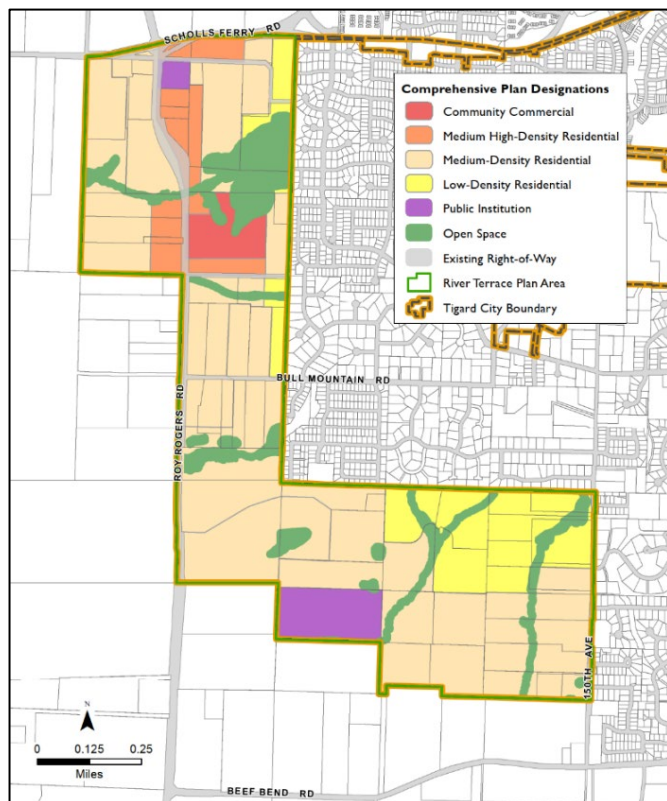 SCHOLLS FERRY RD
Comprehensive Plan Designations
Community Commercial
Medium High-Density Residential
Medium-Density Residential
Low-Density Residential
Public Institution
Open Space
Existing Right-of-Way
River Terrace Plan Area
Tigard City Boundary
BULL MOUNTAIN RD
ROY ROGERS RD
150TH AVE
N
0 0.125 0.25
Miles
BEEF BEND RD